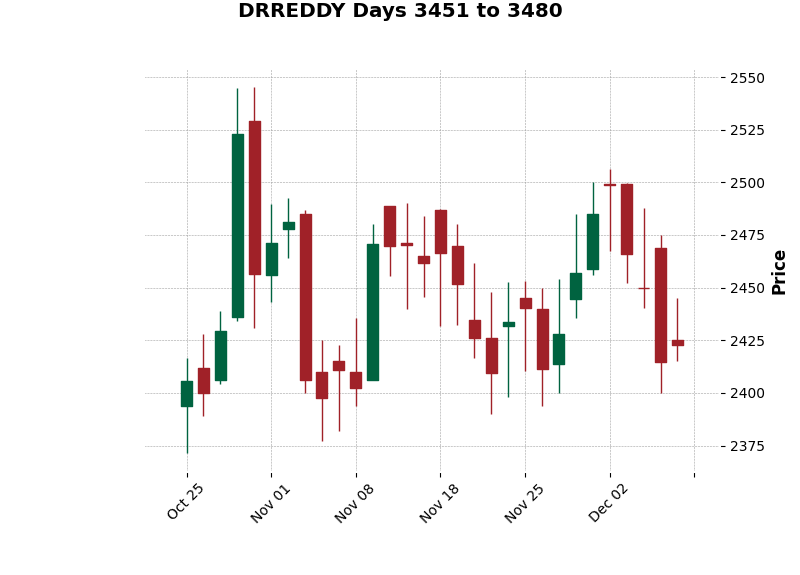 DRREDDY Days 3451 to 3480
2550
2525
2500
2475
2450
2425
2400
2375
Price
Oct 25
Nov 01
Nov 08
Nov 18
Nov 25
Dec 02